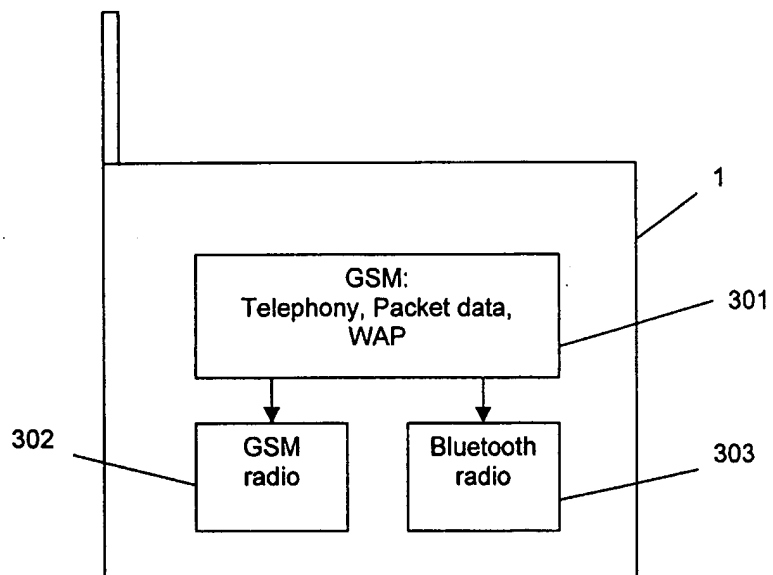 1
GSM:
Telephony, Packet data,
WAP
301
302
GSM
radio
Bluetooth
radio
303